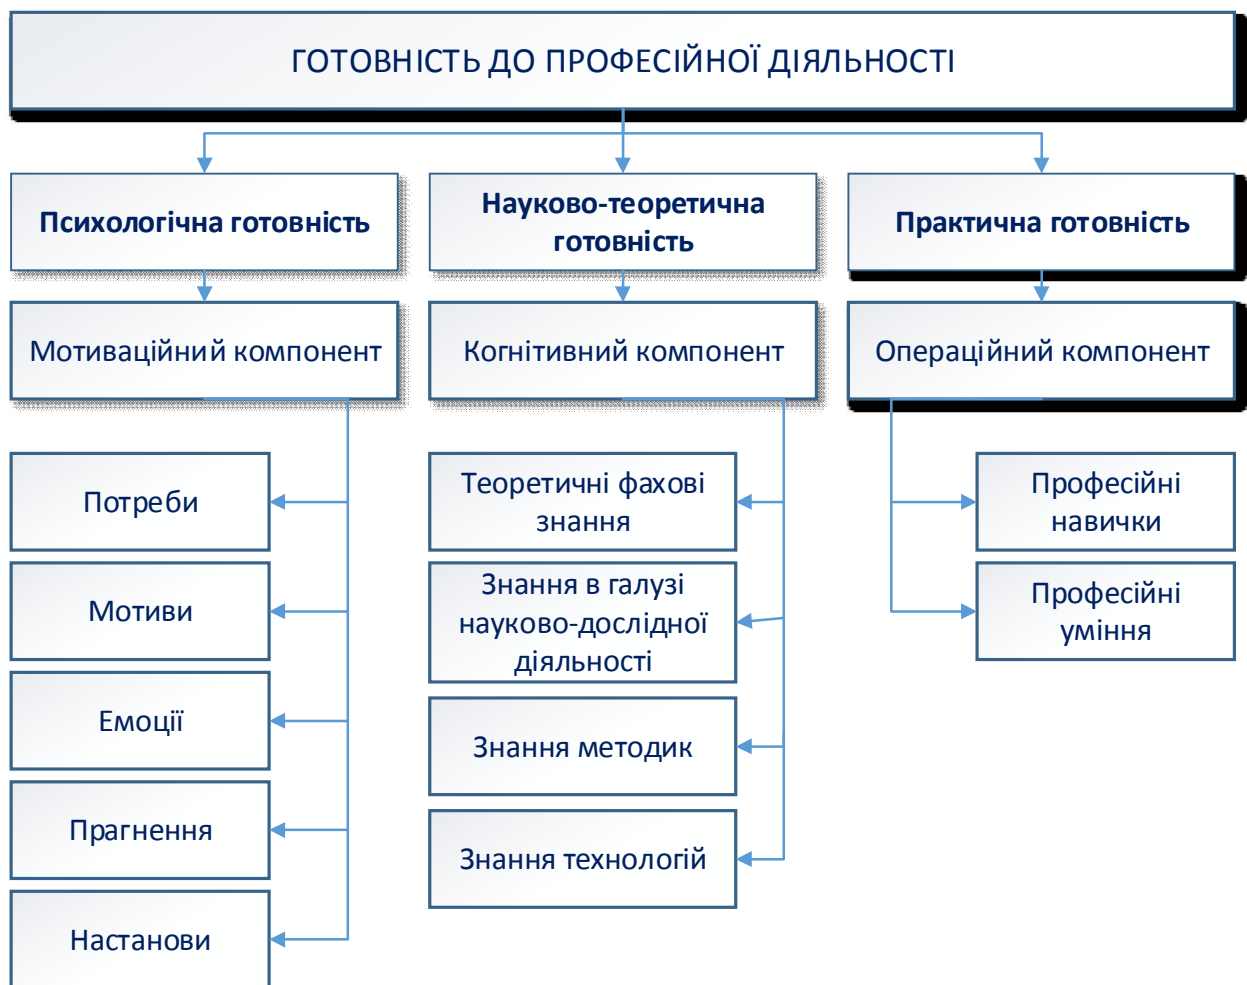 ГОТОВНІСТЬ ДО ПРОФЕСІЙНОЇ ДІЯЛЬНОСТІ
Психологічна готовність
Науково-теоретична
готовність
Практична готовність
Мотиваційний компонент
Когнітивний компонент
Операційний компонент
Потреби
Мотиви
Емоції
Прагнення
Настанови
Теоретичні фахові
знання
Знання в галузі
науково-дослідної
діяльності
Знання методик
Знання технологій
Професійні
навички
Професійні
уміння